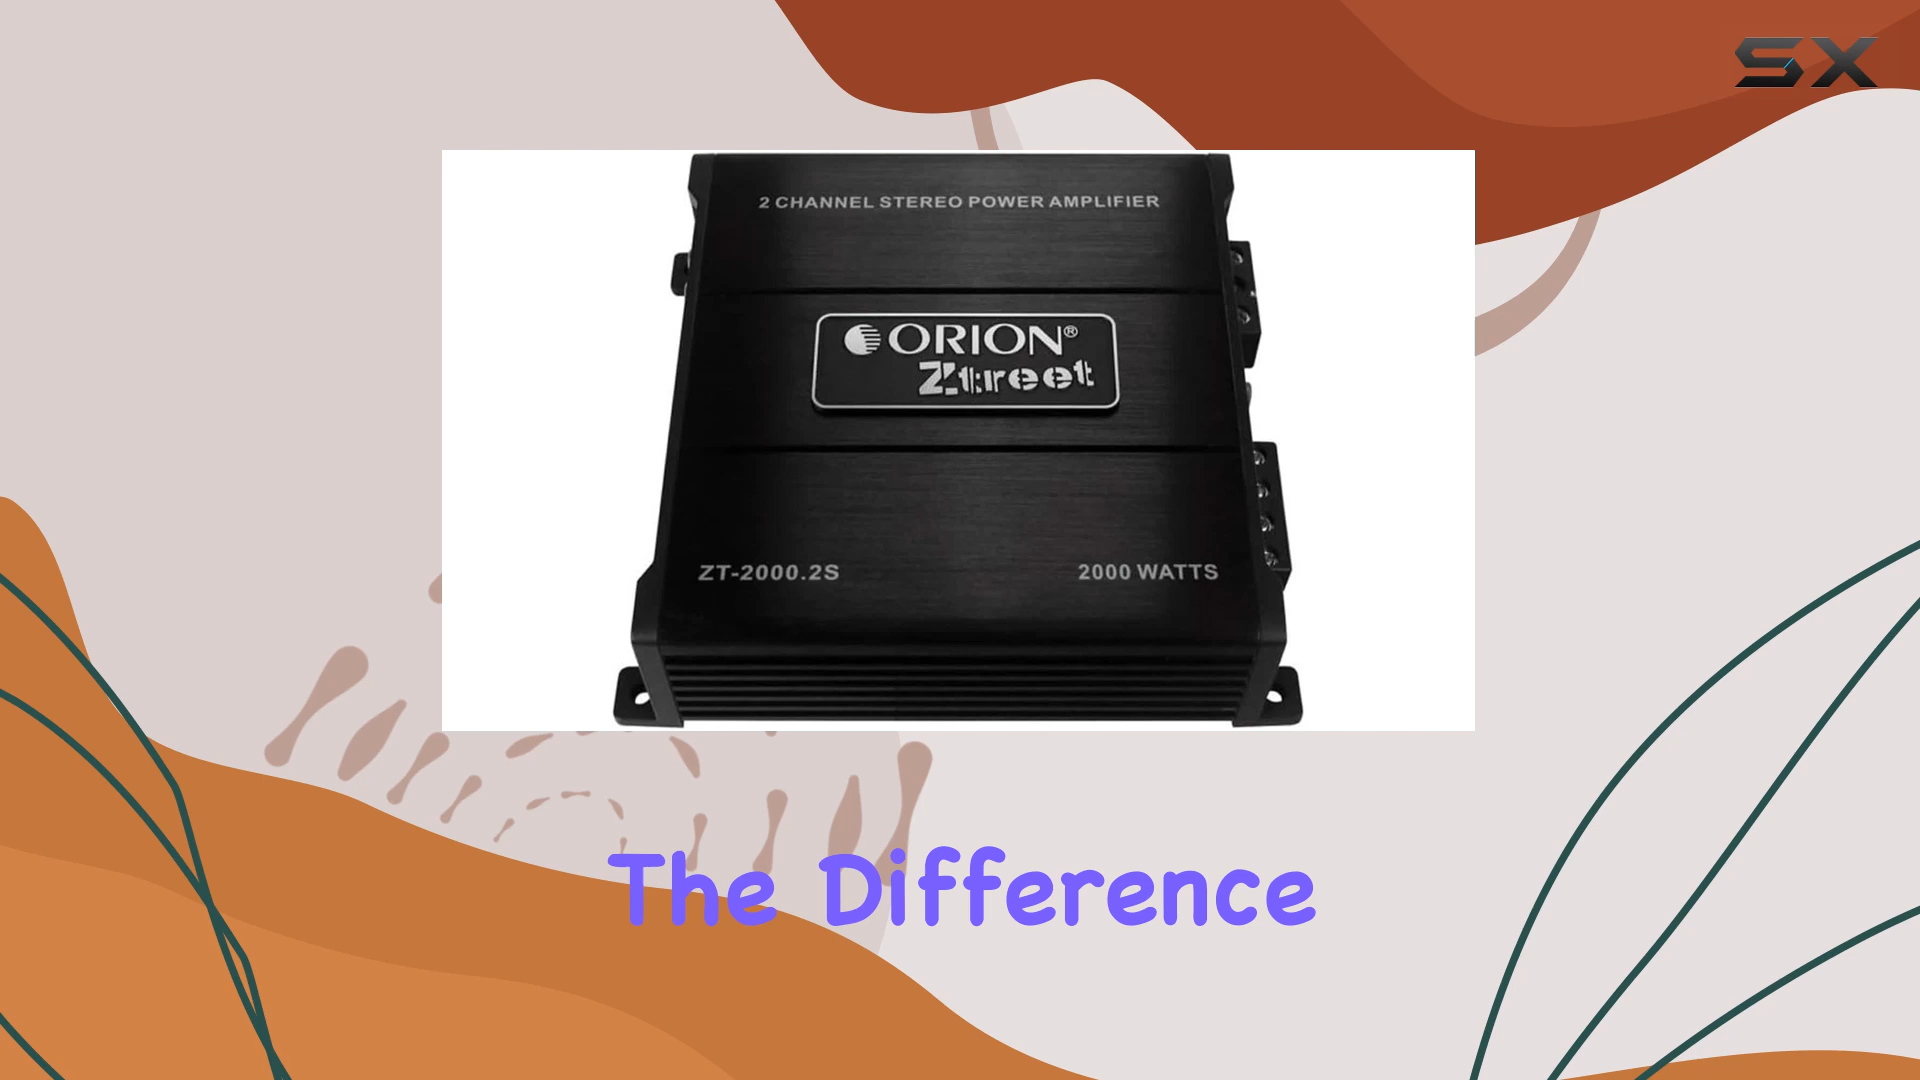 SX
2 CHANNEL STEREO POWER AMPLIFIER
ORION®
Ztreet
ZT-2000.2S
2000 WATTS
The Difference